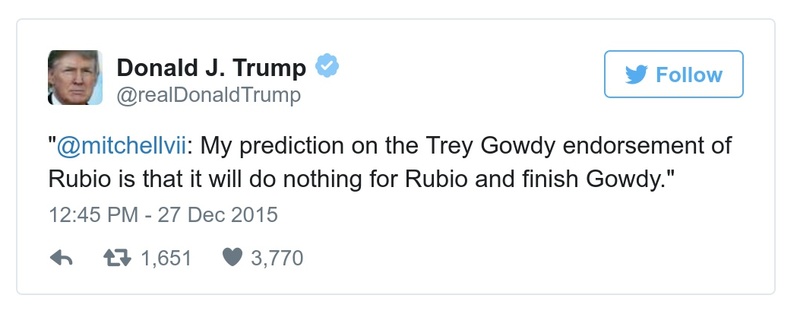 Donald J. Trump
@realDonaldTrump
Follow
"@mitchellvii: My prediction on the Trey Gowdy endorsement of
Rubio is that it will do nothing for Rubio and finish Gowdy."
12:45 PM - 27 Dec 2015
1,651 3,770